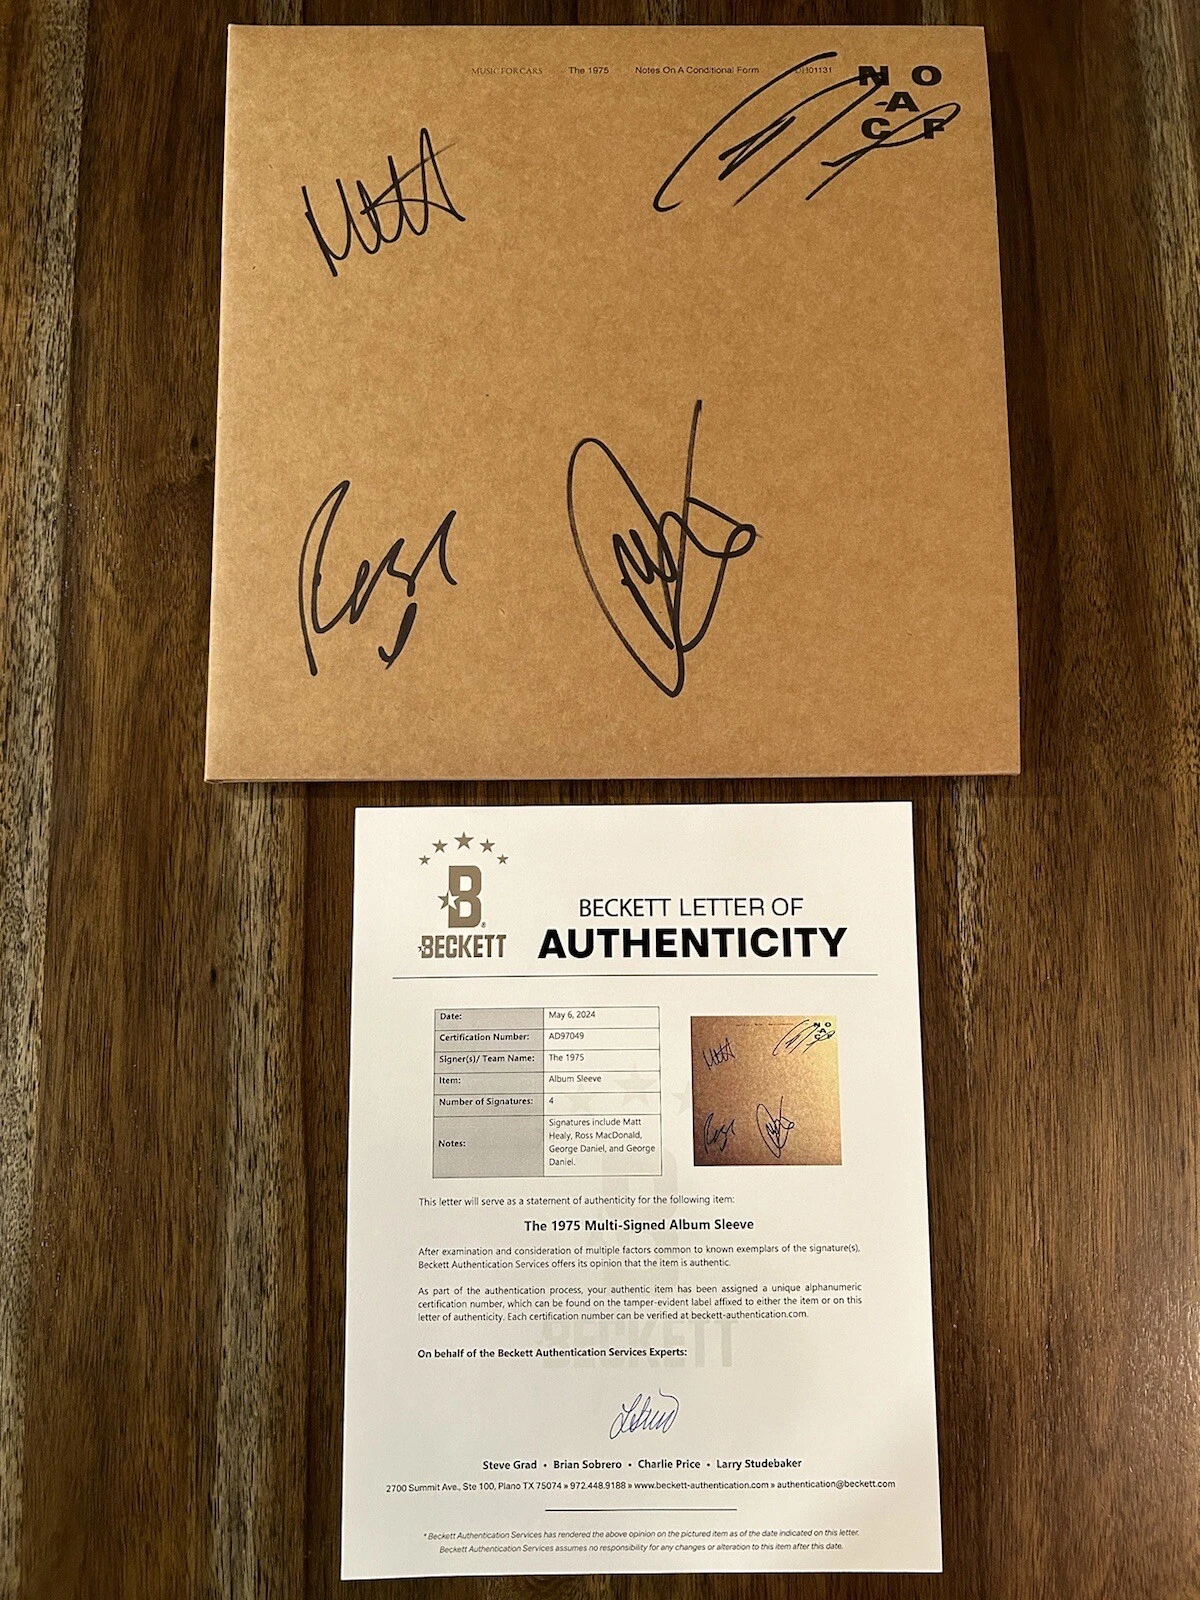 MUSIC FOR CARS The 1975 Notes On A Conditional Form DH01131
N O
A
C F
Matt
Ross
B
BECKETT
BECKETT LETTER OF
AUTHENTICITY
Date: May 6, 2024
Certification Number: AD97049
Signer(s)/ Team Name: The 1975
Item: Album Sleeve
Number of Signatures: 4
Notes: Signatures include Matt
Healy, Ross MacDonald,
George Daniel, and George
Daniel.
This letter will serve as a statement of authenticity for the following item:
The 1975 Multi-Signed Album Sleeve
After examination and consideration of multiple factors common to known exemplars of the signature(s),
Beckett Authentication Services offers its opinion that the item is authentic.
As part of the authentication process, your authentic item has been assigned a unique alphanumeric
certification number, which can be found on the tamper-evident label affixed to either the item or on this
letter of authenticity. Each certification number can be verified at beckett-authentication.com.
BECKETT
On behalf of the Beckett Authentication Services Experts:
Steve Grad • Brian Sobrero • Charlie Price • Larry Studebaker
2700 Summit Ave., Ste 100, Plano TX 75074 » 972.448.9188 » www.beckett-authentication.com » authentication@beckett.com
* Beckett Authentication Services has rendered the above opinion on the pictured item as of the date indicated on this letter.
Beckett Authentication Services assumes no responsibility for any changes or alteration to this item after this date.